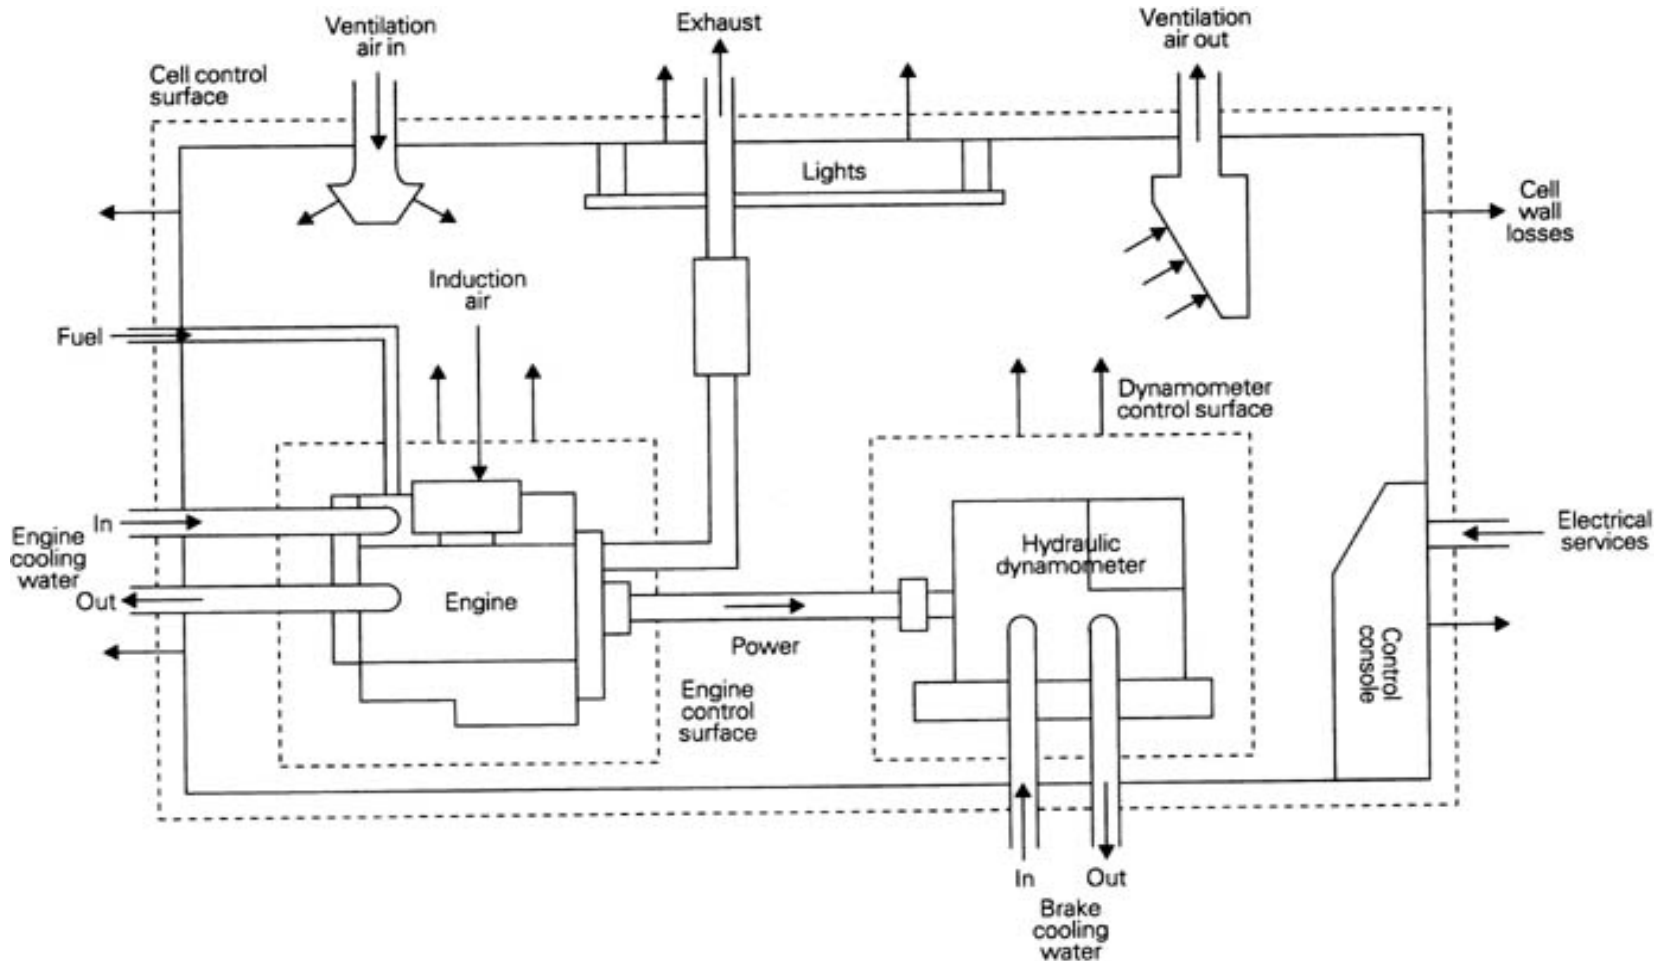 Ventilation
air in
Exhaust
Ventilation
air out
Cell control
surface
Lights
Cell
wall
losses
Induction
air
Fuel
Dynamometer
control surface
In
Engine
cooling
water
Out
Engine
Hydraulic
dynamometer
Electrical
services
Power
Control
console
Engine
control
surface
In
Out
Brake
cooling
water